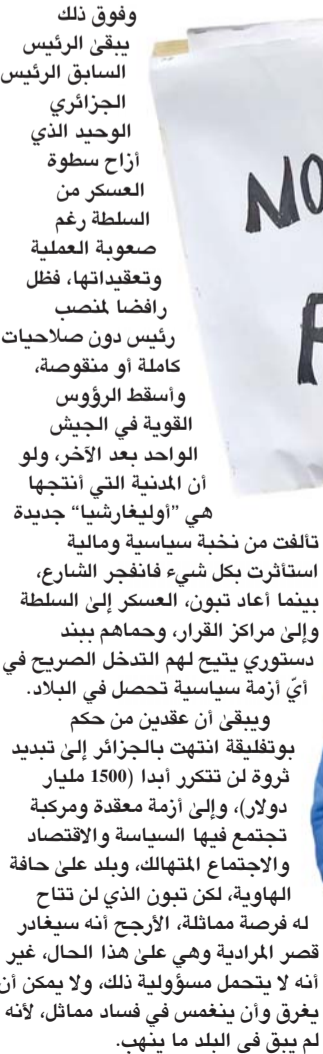 وفوق ذلك
يبقىٰ الرئيس
السابق الرئيس
الجزائري
الوحيد الذي
أزاح سطوة
العسكر من
السلطة رغم
صعوبة العملية
وتعقيداتها، فظل
رافضا لمنصب
رئيس دون صلاحيات
كاملة أو منقوصة،
وأسقط الرؤوس
القوية في الجيش
الواحد بعد الآخر، ولو
أن المدنية التي أنتجها
هي ”أوليغارشيا“ جديدة
تألفت من نخبة سياسية ومالية
استأثرت بكل شيء فانفجر الشارع،
بينما أعاد تبون، العسكر إلىٰ السلطة
وإلىٰ مراكز القرار، وحماهم ببند
دستوري يتيح لهم التدخل الصريح في
أيّ أزمة سياسية تحصل في البلاد.
ويبقىٰ أن عقدين من حكم
بوتفليقة انتهت بالجزائر إلىٰ تبديد
ثروة لن تتكرر أبدا (1500 مليار
دولار)، وإلىٰ أزمة معقدة ومركبة
تجتمع فيها السياسة والاقتصاد
والاجتماع المتهالك، وبلد علىٰ حافة
الهاوية، لكن تبون الذي لن تتاح
له فرصة مماثلة، الأرجح أنه سيغادر
قصر المرادية وهي علىٰ هذا الحال، غير
أنه لا يتحمل مسؤولية ذلك، ولا يمكن أن
يغرق وأن ينغمس في فساد مماثل، لأنه
لم يبق في البلد ما ينهب.